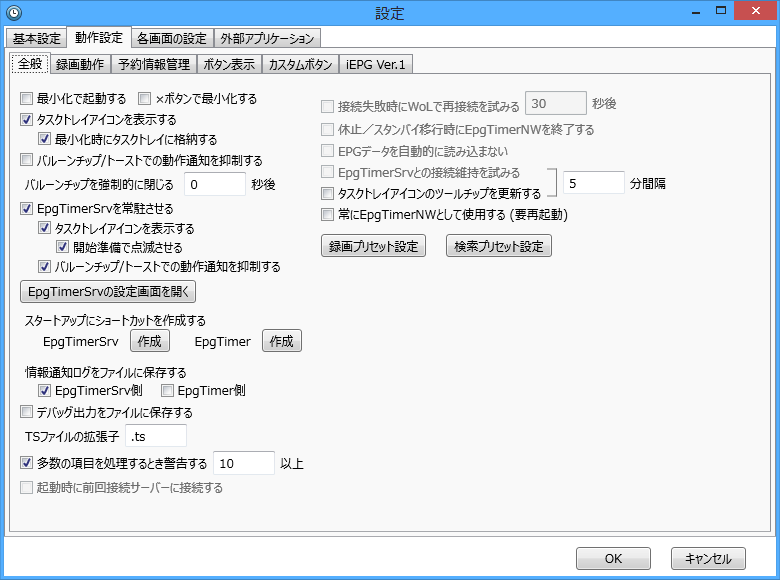 設定
基本設定 動作設定 各画面の設定 外部アプリケーション
全般 録画動作 予約情報管理 ボタン表示 カスタムボタン iEPG Ver.1
最小化で起動する ×ボタンで最小化する
タスクトレイアイコンを表示する
最小化時にタスクトレイに格納する
バルーンチップ/トーストでの動作通知を抑制する
バルーンチップを強制的に閉じる 0 秒後
EpgTimerSrvを常駐させる
タスクトレイアイコンを表示する
開始準備で点滅させる
バルーンチップ/トーストでの動作通知を抑制する
EpgTimerSrvの設定画面を開く
スタートアップにショートカットを作成する
EpgTimerSrv 作成 EpgTimer 作成
情報通知ログをファイルに保存する
EpgTimerSrv側 EpgTimer側
デバッグ出力をファイルに保存する
TSファイルの拡張子 .ts
多数の項目を処理するとき警告する 10 以上
起動時に前回接続サーバーに接続する
接続失敗時にWoLで再接続を試みる 30 秒後
休止／スタンバイ移行時にEpgTimerNWを終了する
EPGデータを自動的に読み込まない
EpgTimerSrvとの接続維持を試みる
タスクトレイアイコンのツールチップを更新する 5 分間隔
常にEpgTimerNWとして使用する (要再起動)
録画プリセット設定 検索プリセット設定
OK キャンセル